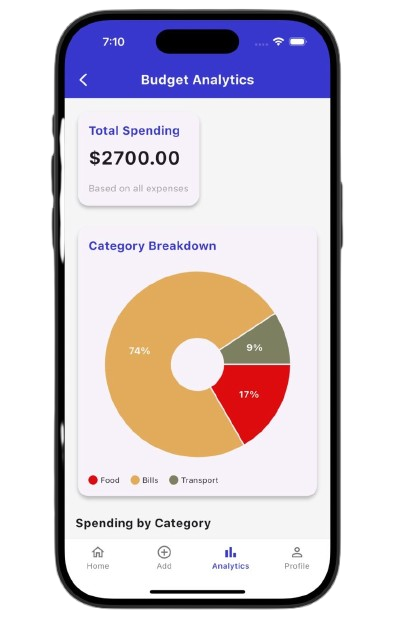 7:10
Budget Analytics
Total Spending
$2700.00
Based on all expenses
Category Breakdown
74%
9%
17%
Food Bills Transport
Spending by Category
Home Add Analytics Profile